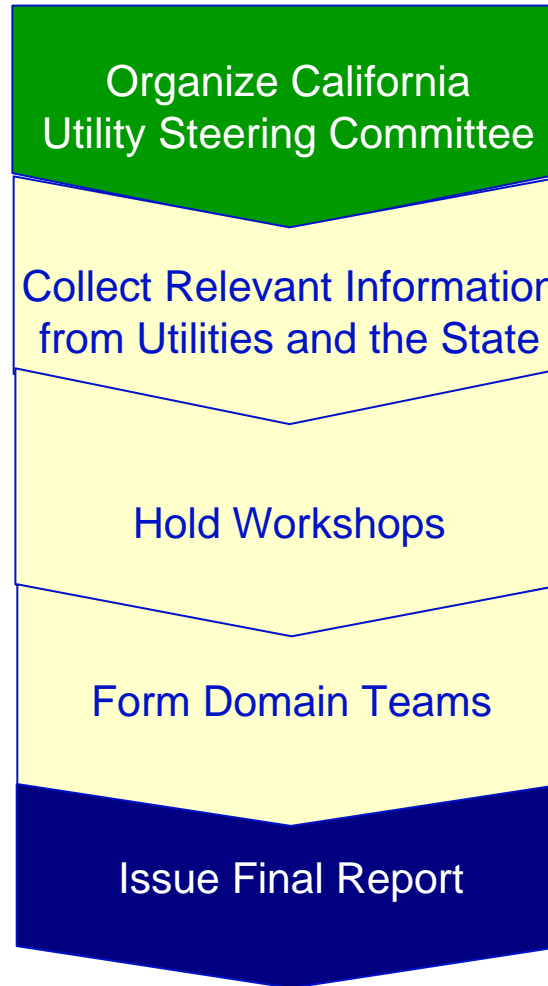 Organize California
Utility Steering Committee
Collect Relevant Information
from Utilities and the State
Hold Workshops
Form Domain Teams
Issue Final Report